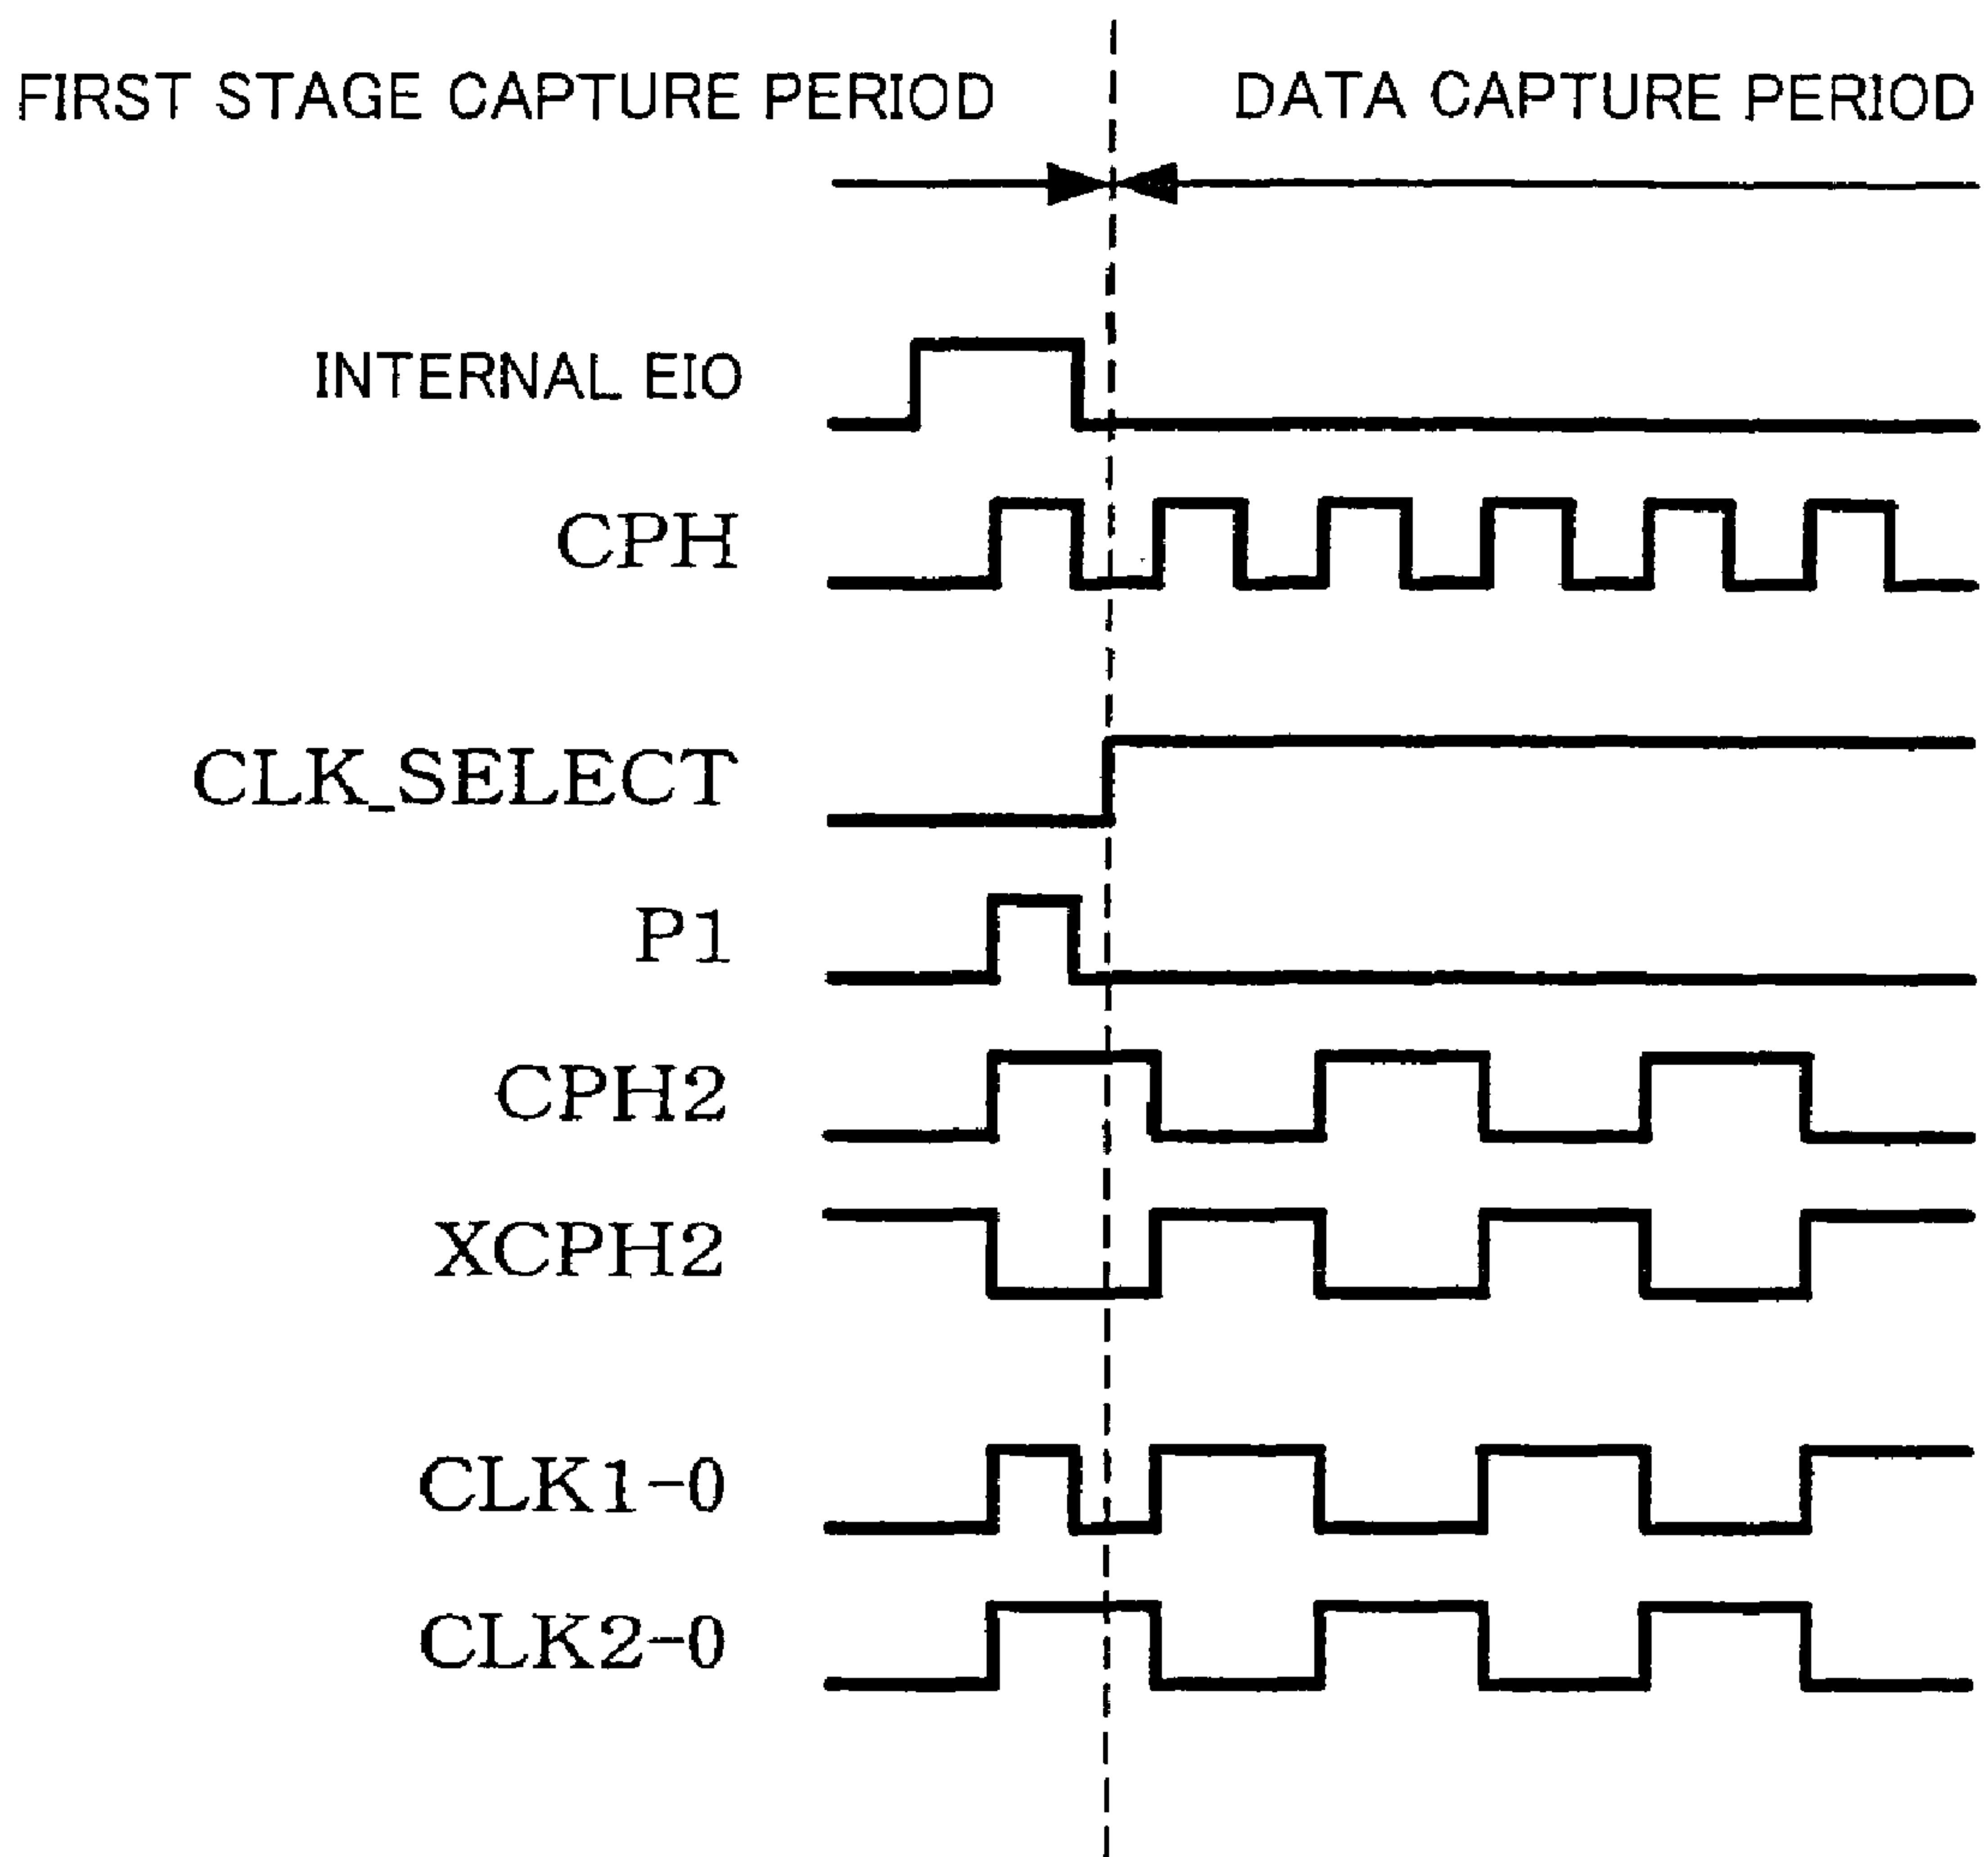 FIRST STAGE CAPTURE PERIOD
DATA CAPTURE PERIOD
INTERNAL EIO
CPH
CLK_SELECT
P1
CPH2
XCPH2
CLK1-0
CLK2-0